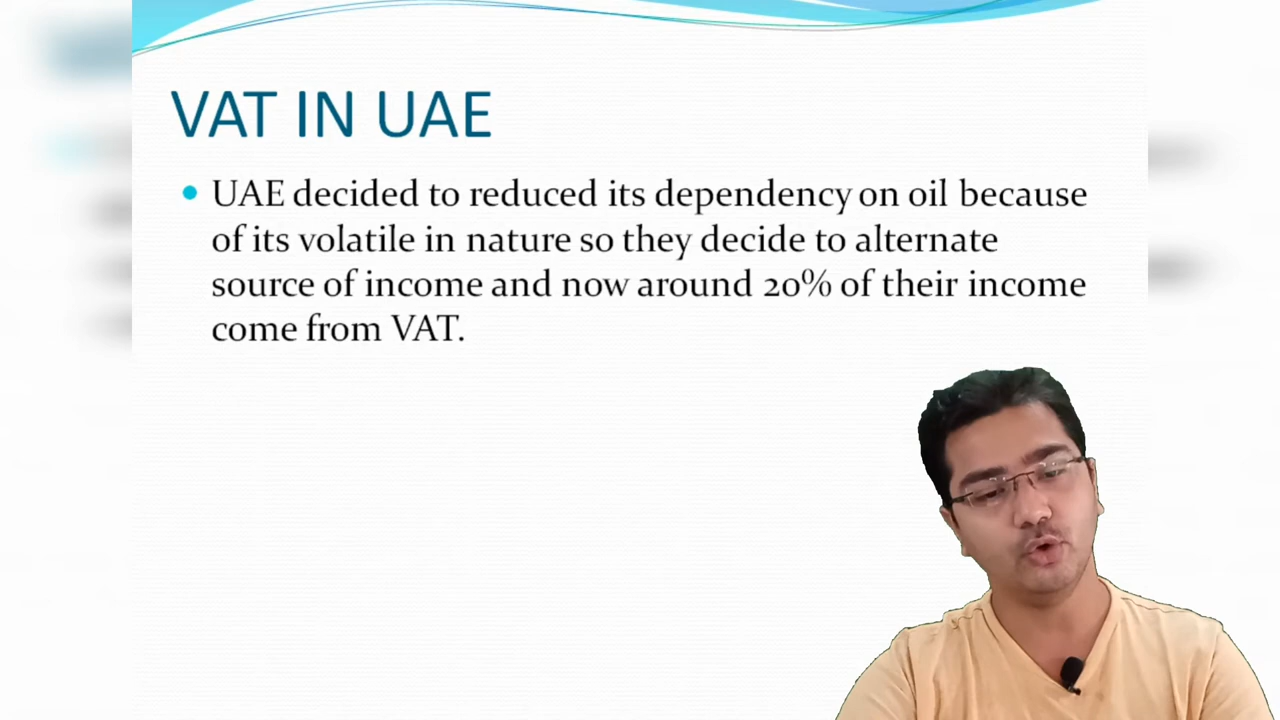 VAT IN UAE
UAE decided to reduced its dependency on oil because
of its volatile in nature so they decide to alternate
source of income and now around 20% of their income
come from VAT.